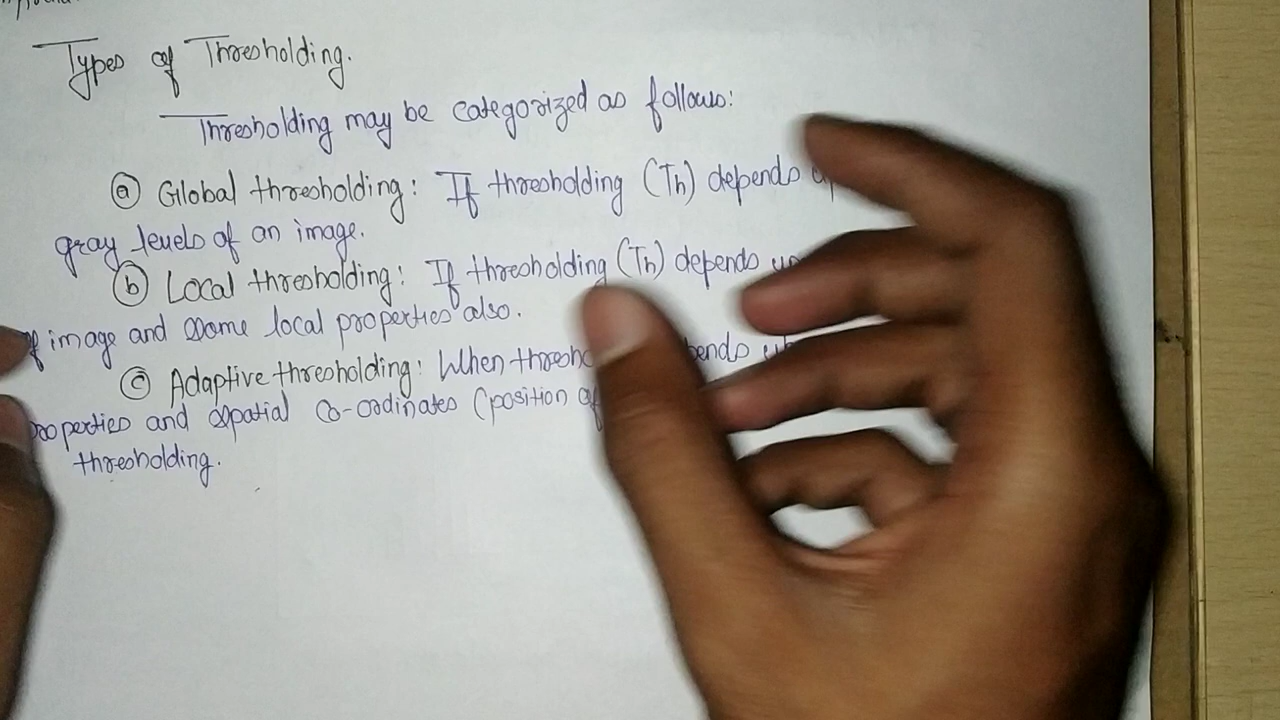 Types of Thresholding.
Thresholding may be categorized as follows:
(a) Global thresholding: If thresholding (Th) depends
gray levels of an image.
(b) Local thresholding: If thresholding (Th) depends
of image and some local properties also.
(c) Adaptive thresholding: When
properties and spatial co-ordinates (position of
thresholding.